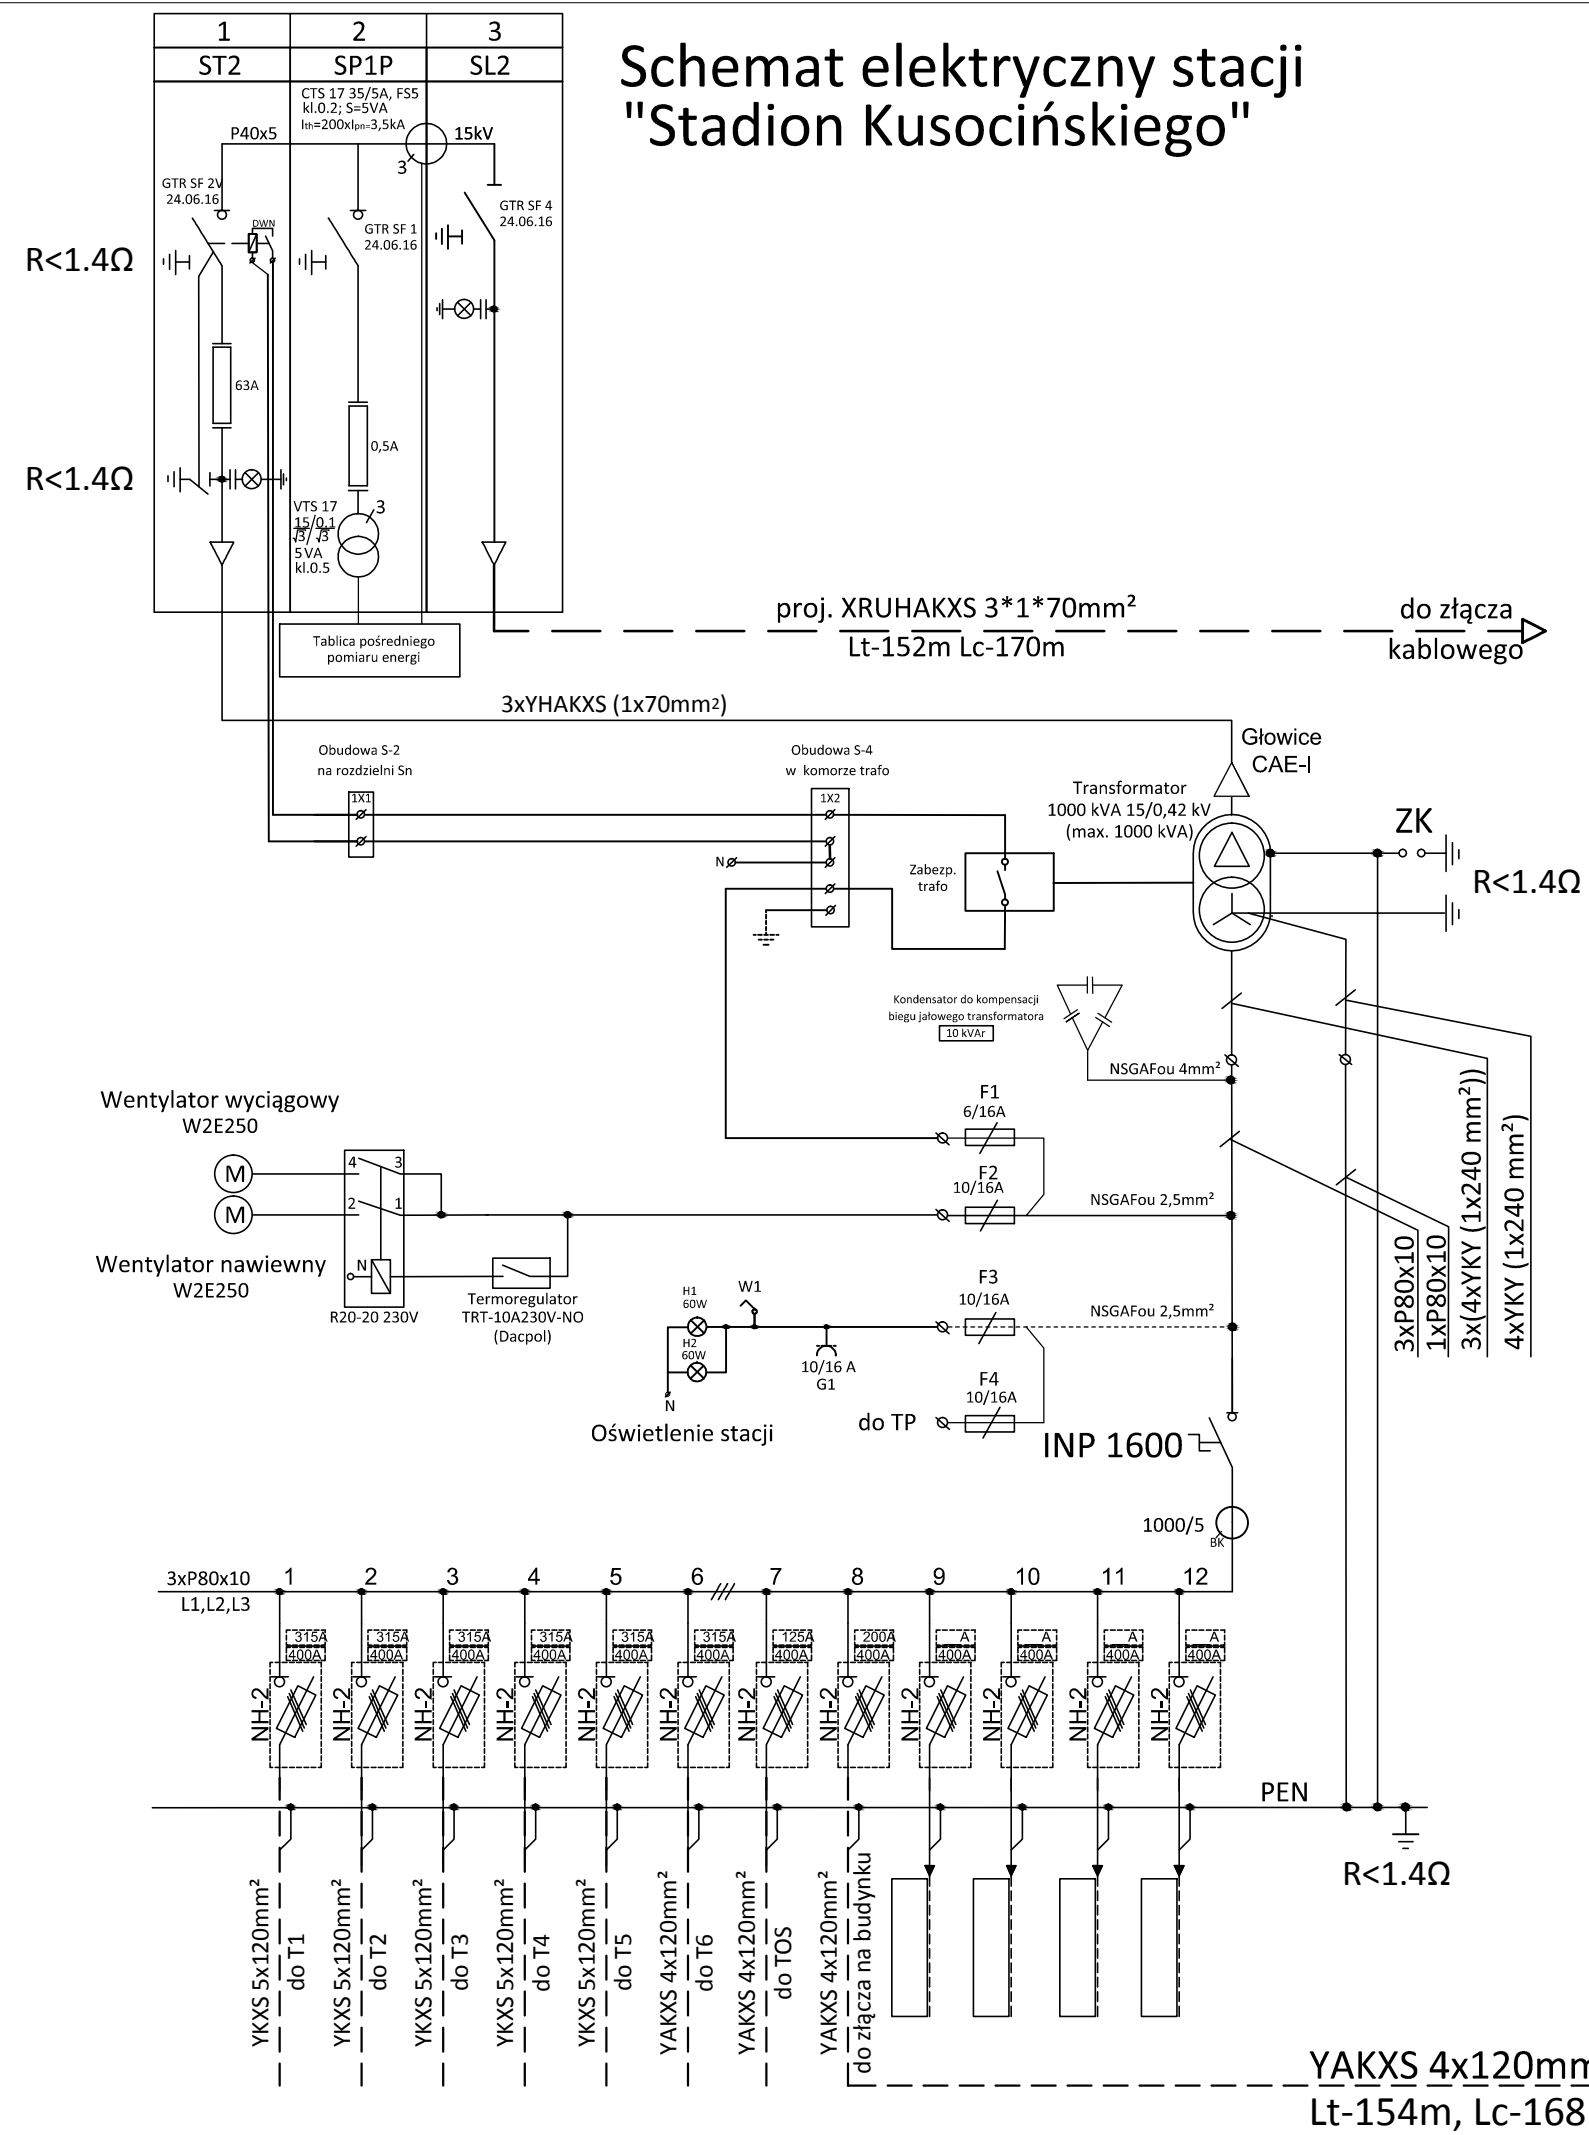 1
2
3
ST2
SP1P
SL2
Schemat elektryczny stacji
"Stadion Kusocińskiego"
CTS 17 35/5A, FS5
kl.0.2; S=5VA
Ith=200xIpn=3,5kA
P40x5
3
15kV
GTR SF 2V
24.06.16
DWN
GTR SF 1
24.06.16
GTR SF 4
24.06.16
R<1.4Ω
63A
0,5A
R<1.4Ω
VTS 17
15/0.1
√3/ √3
5VA
kl.0.5
3
Tablica pośredniego
pomiaru energi
proj. XRUHAKXS 3*1*70mm²
Lt-152m Lc-170m
do złącza
kablowego
3xYHAKXS (1x70mm2)
Obudowa S-2
na rozdzielni Sn
1X1
Obudowa S-4
w komorze trafo
1X2
N
Zabezp.
trafo
Głowice
CAE-I
Transformator
1000 kVA 15/0,42 kV
(max. 1000 kVA)
ZK
R<1.4Ω
Kondensator do kompensacji
biegu jałowego transformatora
10 kVAr
NSGAFou 4mm²
Wentylator wyciągowy
W2E250
M
M
4
3
2
1
N
Wentylator nawiewny
W2E250
R20-20 230V
Termoregulator
TRT-10A230V-NO
(Dacpol)
F1
6/16A
F2
10/16A
NSGAFou 2,5mm²
F3
10/16A
NSGAFou 2,5mm²
F4
10/16A
do TP
H1
60W
H2
60W
W1
N
10/16 A
G1
Oświetlenie stacji
3xP80x10
1xP80x10
3x(4xYKY (1x240 mm²))
4xYKY (1x240 mm²)
INP 1600
1000/5
BK
3xP80x10
L1,L2,L3
1
2
3
4
5
6
7
8
9
10
11
12
315A
315A
315A
315A
315A
315A
125A
200A
A
A
A
A
400A
400A
400A
400A
400A
400A
400A
400A
400A
400A
400A
400A
NH-2
NH-2
NH-2
NH-2
NH-2
NH-2
NH-2
NH-2
NH-2
NH-2
NH-2
NH-2
PEN
R<1.4Ω
YKXS 5x120mm²
do T1
YKXS 5x120mm²
do T2
YKXS 5x120mm²
do T3
YKXS 5x120mm²
do T4
YKXS 5x120mm²
do T5
YAKXS 4x120mm²
do T6
YAKXS 4x120mm²
do TOS
YAKXS 4x120mm²
do złącza na budynku
YAKXS 4x120mm
Lt-154m, Lc-168